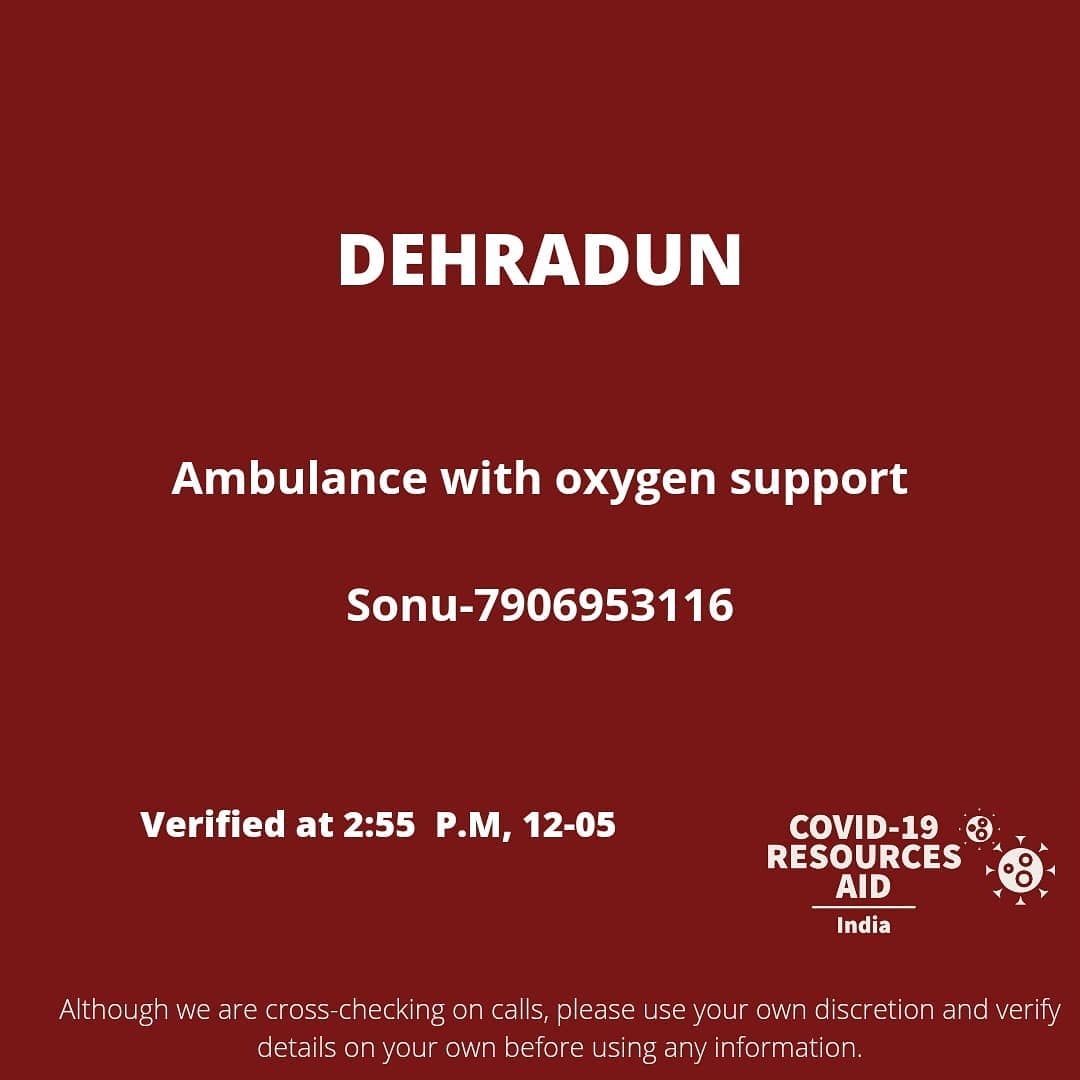 DEHRADUN
Ambulance with oxygen support
Sonu-7906953116
Verified at 2:55 P.M, 12-05
COVID-19
RESOURCES
AID
India
Although we are cross-checking on calls, please use your own discretion and verify
details on your own before using any information.